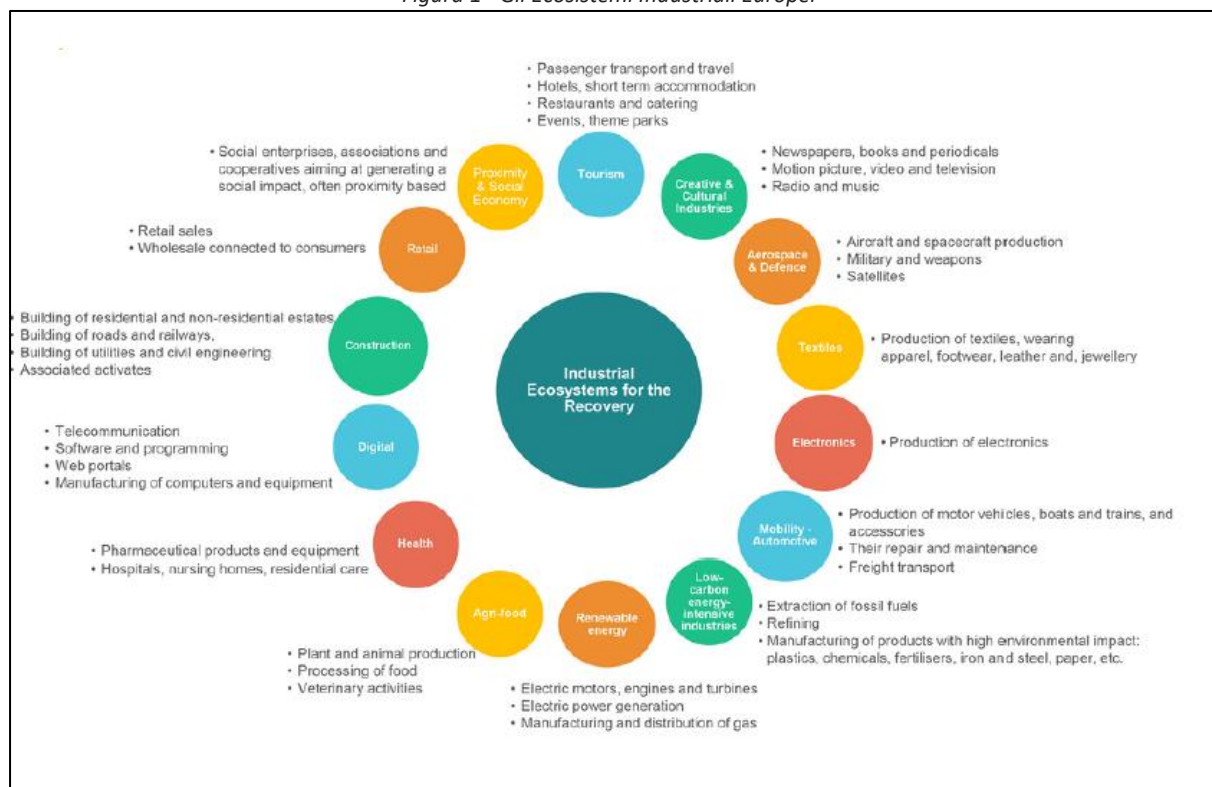 Figura 1 - Gli Ecosistemi Industriali Europei
• Passenger transport and travel
• Hotels, short term accommodation
• Restaurants and catering
• Events, theme parks
Tourism
• Newspapers, books and periodicals
• Motion picture, video and television
• Radio and music
Creative &
Cultural
Industries
• Aircraft and spacecraft production
• Military and weapons
• Satellites
Aerospace
& Defence
• Production of textiles, wearing
apparel, footwear, leather and, jewellery
Textiles
• Production of electronics
Electronics
• Production of motor vehicles, boats and trains, and
accessories
• Their repair and maintenance
• Freight transport
Mobility -
Automotive
• Extraction of fossil fuels
• Refining
• Manufacturing of products with high environmental impact:
plastics, chemicals, fertilisers, iron and steel, paper, etc.
Low-
carbon
energy-
intensive
industries
Renewable
energy
• Electric motors, engines and turbines
• Electric power generation
• Manufacturing and distribution of gas
Agri-food
• Plant and animal production
• Processing of food
• Veterinary activities
Health
• Pharmaceutical products and equipment
• Hospitals, nursing homes, residential care
Digital
• Telecommunication
• Software and programming
• Web portals
• Manufacturing of computers and equipment
Construction
• Building of residential and non-residential estates,
• Building of roads and railways,
• Building of utilities and civil engineering
• Associated activates
Retail
• Retail sales
• Wholesale connected to consumers
Proximity
& Social
Economy
• Social enterprises, associations and
cooperatives aiming at generating a
social impact, often proximity based
Industrial
Ecosystems for the
Recovery